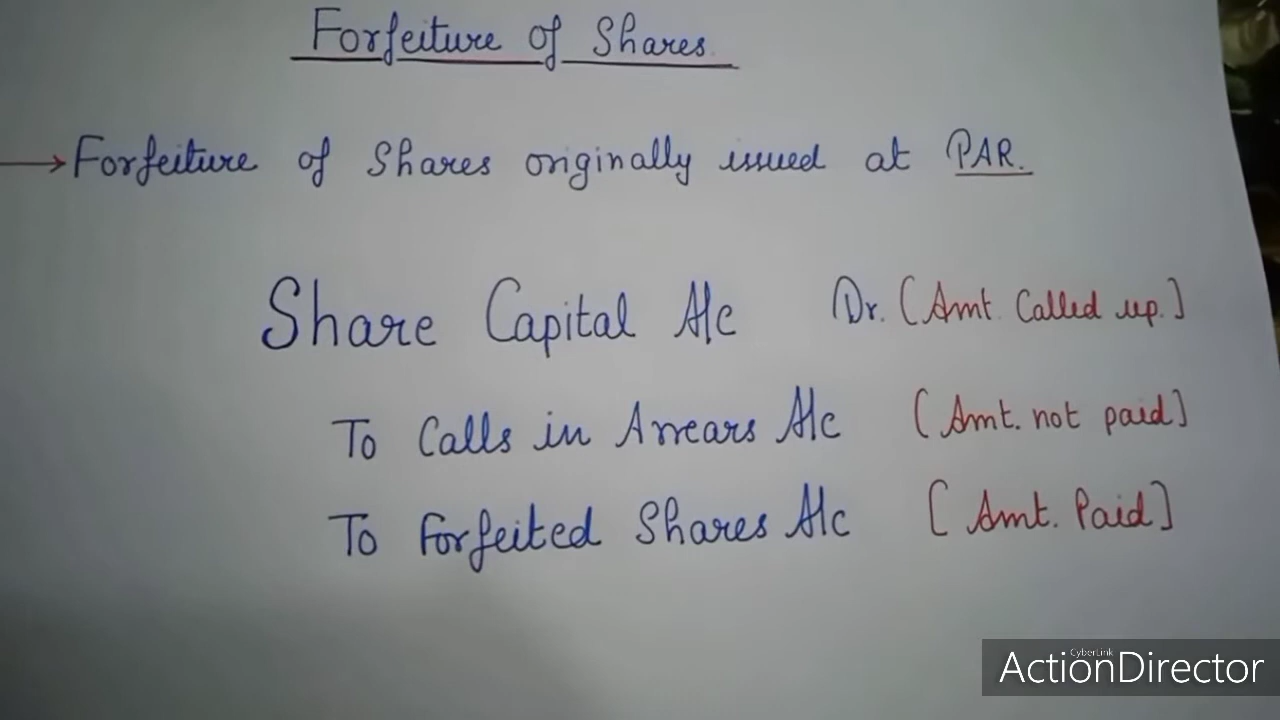 Forfeiture of Shares
Forfeiture of Shares originally issued at PAR.
Share Capital A/c Dr. [Amt. Called up.]
To Calls in Arrears A/c [Amt. not paid]
To Forfeited Shares A/c [Amt. Paid]
CyberLink
ActionDirector